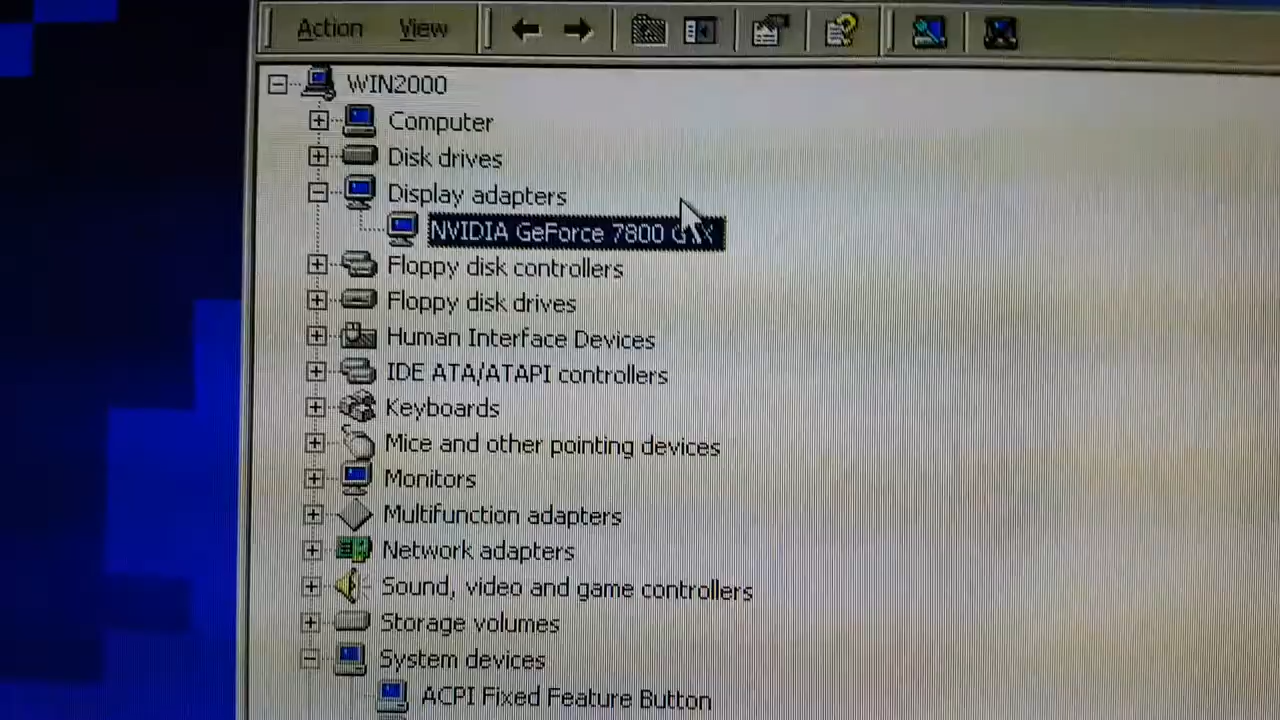 Action View
WIN2000
Computer
Disk drives
Display adapters
NVIDIA GeForce 7800
Floppy disk controllers
Floppy disk drives
Human Interface Devices
IDE ATA/ATAPI controllers
Keyboards
Mice and other pointing devices
Monitors
Multifunction adapters
Network adapters
Sound, video and game controllers
Storage volumes
System devices
ACPI Fixed Feature Button